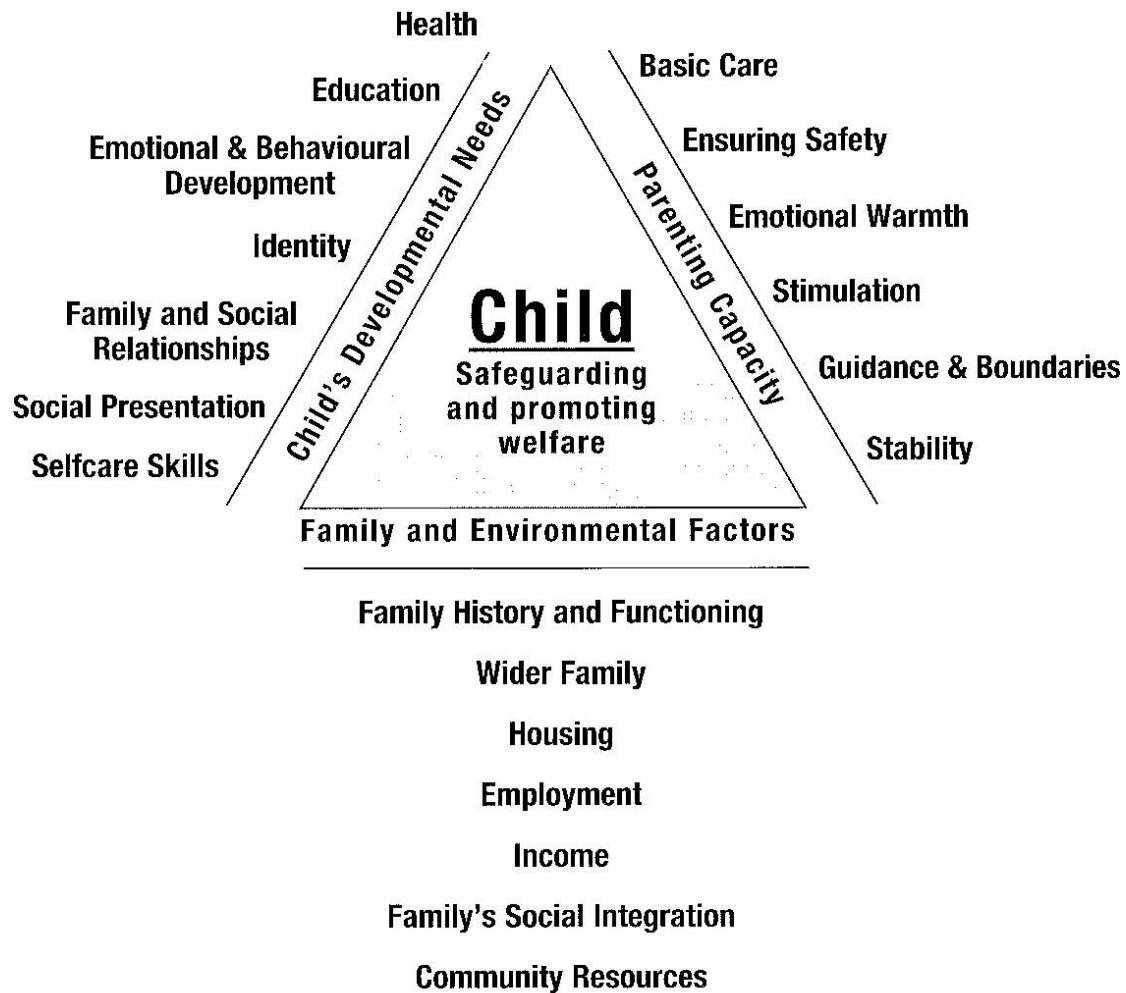 Health
Education
Emotional & Behavioural
Development
Identity
Family and Social
Relationships
Social Presentation
Selfcare Skills
Child's Developmental Needs
Basic Care
Ensuring Safety
Emotional Warmth
Stimulation
Guidance & Boundaries
Stability
Parenting Capacity
Child
Safeguarding
and promoting
welfare
Family and Environmental Factors
Family History and Functioning
Wider Family
Housing
Employment
Income
Family's Social Integration
Community Resources